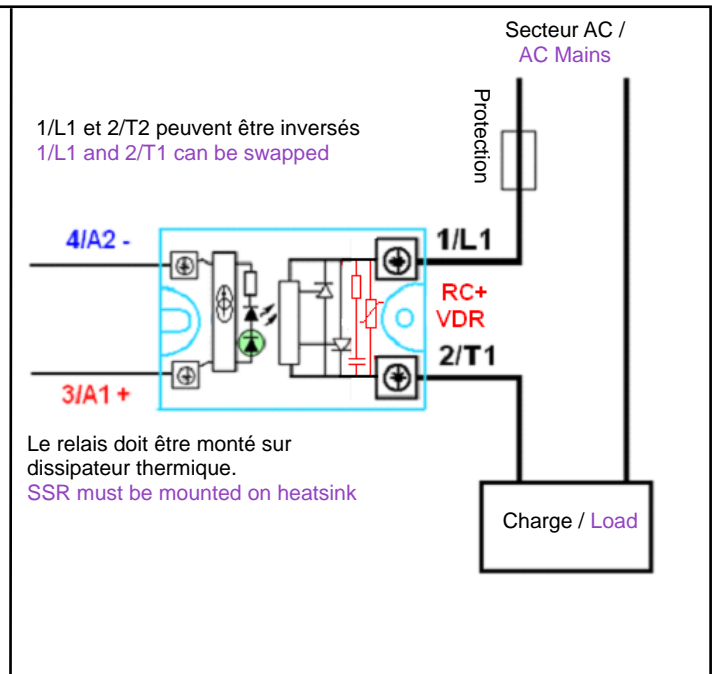 Secteur AC /
AC Mains
Protection
1/L1 et 2/T2 peuvent être inversés
1/L1 and 2/T1 can be swapped
4/A2 -
1/L1
RC+
VDR
2/T1
3/A1 +
Le relais doit être monté sur
dissipateur thermique.
SSR must be mounted on heatsink
Charge / Load